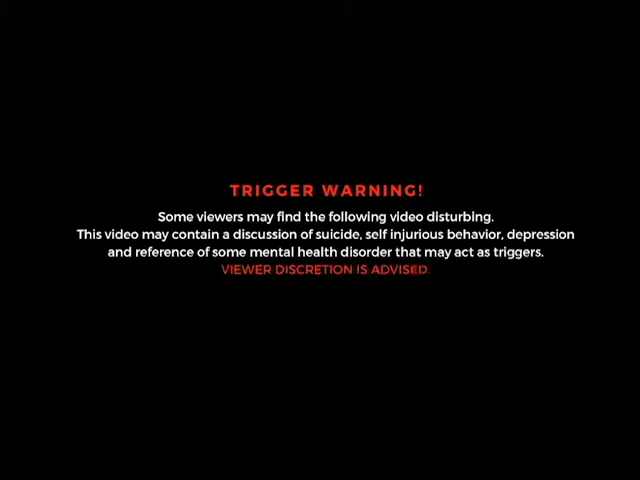 TRIGGER WARNING!
Some viewers may find the following video disturbing.
This video may contain a discussion of suicide, self injurious behavior, depression
and reference of some mental health disorder that may act as triggers.
VIEWER DISCRETION IS ADVISED.